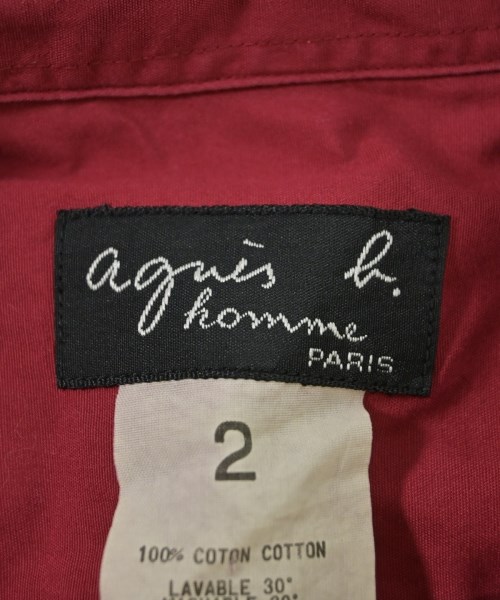 agnès b.
homme
PARIS
2
100% COTON COTTON
LAVABLE 30°